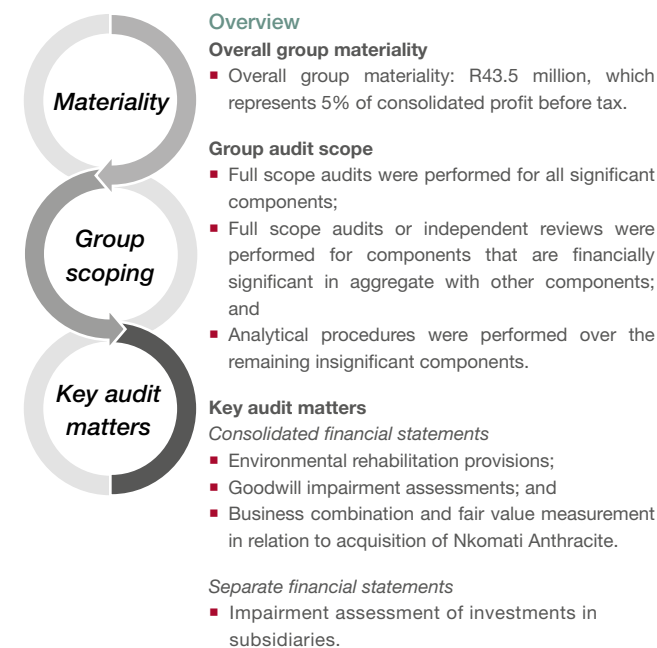 Materiality
Group
scoping
Key audit
matters
Overview
Overall group materiality
▪ Overall group materiality: R43.5 million, which
represents 5% of consolidated profit before tax.
Group audit scope
▪ Full scope audits were performed for all significant
components;
▪ Full scope audits or independent reviews were
performed for components that are financially
significant in aggregate with other components;
and
▪ Analytical procedures were performed over the
remaining insignificant components.
Key audit matters
Consolidated financial statements
▪ Environmental rehabilitation provisions;
▪ Goodwill impairment assessments; and
▪ Business combination and fair value measurement
in relation to acquisition of Nkomati Anthracite.
Separate financial statements
▪ Impairment assessment of investments in
subsidiaries.